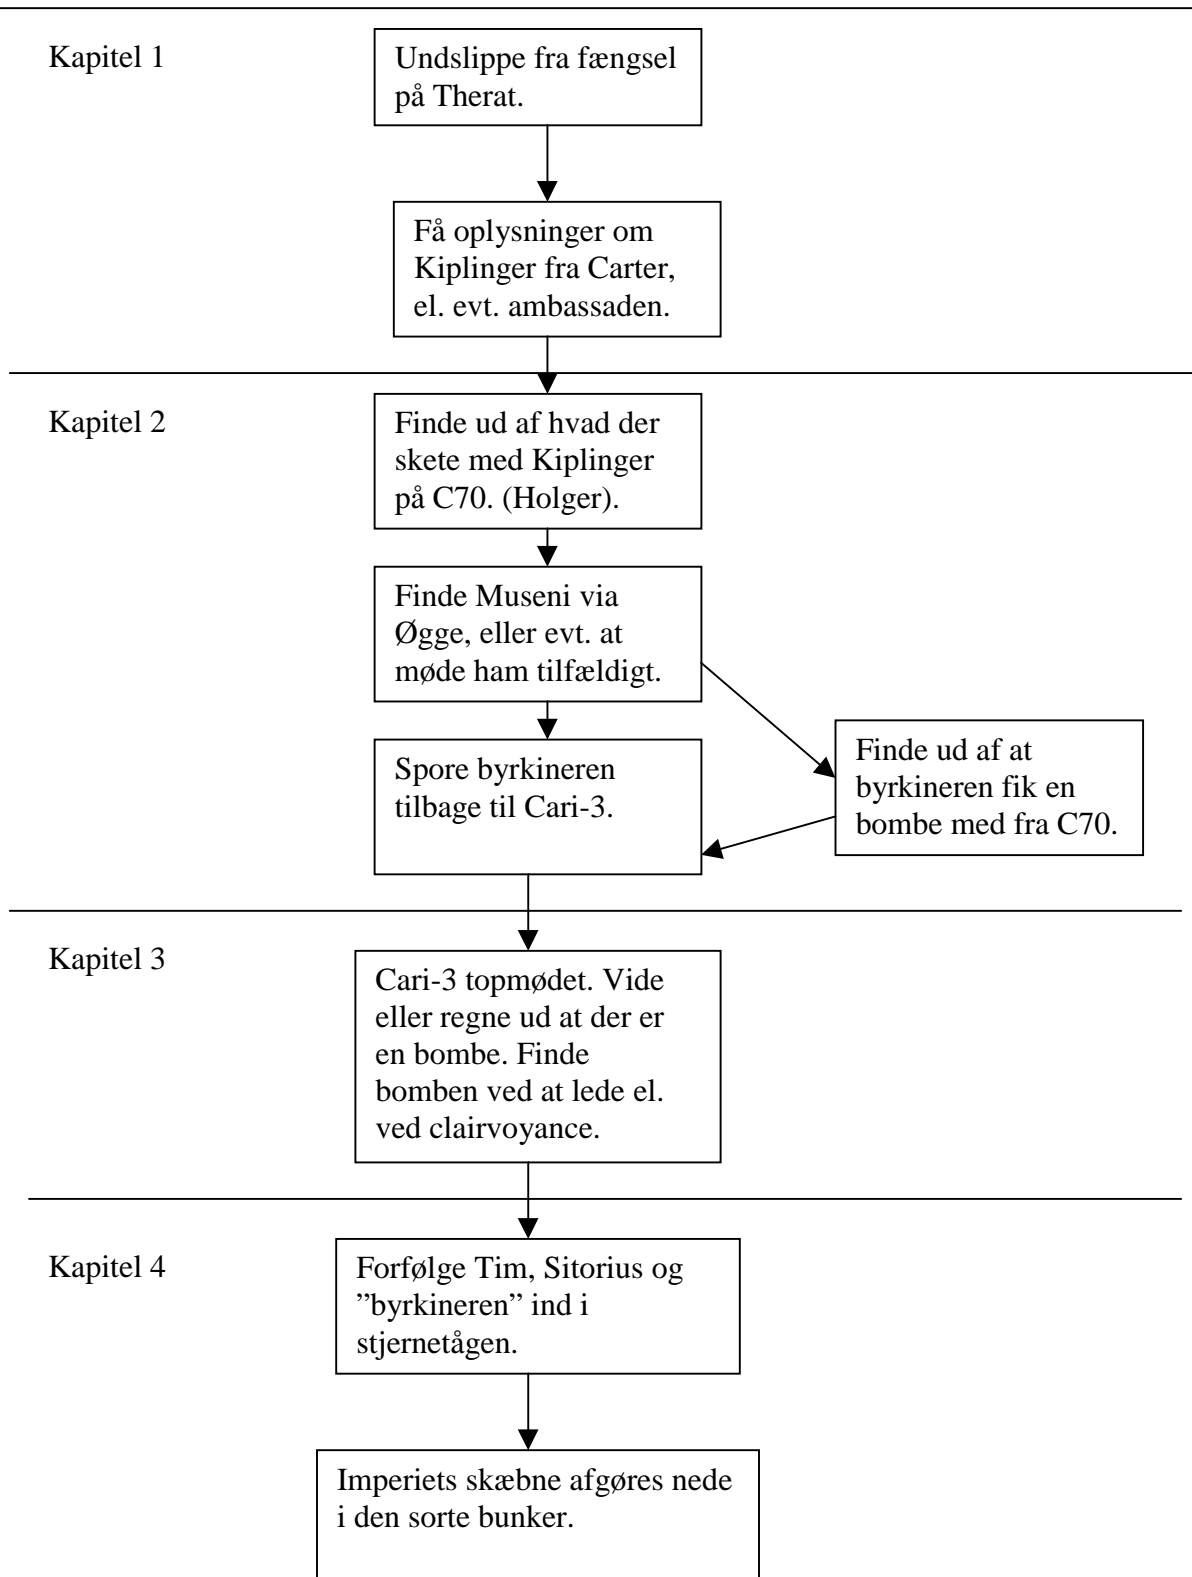 Kapitel 1
Undslippe fra fængsel
på Therat.
Få oplysninger om
Kiplinger fra Carter,
el. evt. ambassaden.
Kapitel 2
Finde ud af hvad der
skete med Kiplinger
på C70. (Holger).
Finde Museni via
Øgge, eller evt. at
møde ham tilfældigt.
Spore byrkineren
tilbage til Cari-3.
Finde ud af at
byrkineren fik en
bombe med fra C70.
Kapitel 3
Cari-3 topmødet. Vide
eller regne ud at der er
en bombe. Finde
bomben ved at lede el.
ved clairvoyance.
Kapitel 4
Forfølge Tim, Sitorius og
”byrkineren” ind i
stjernetågen.
Imperiets skæbne afgøres nede
i den sorte bunker.